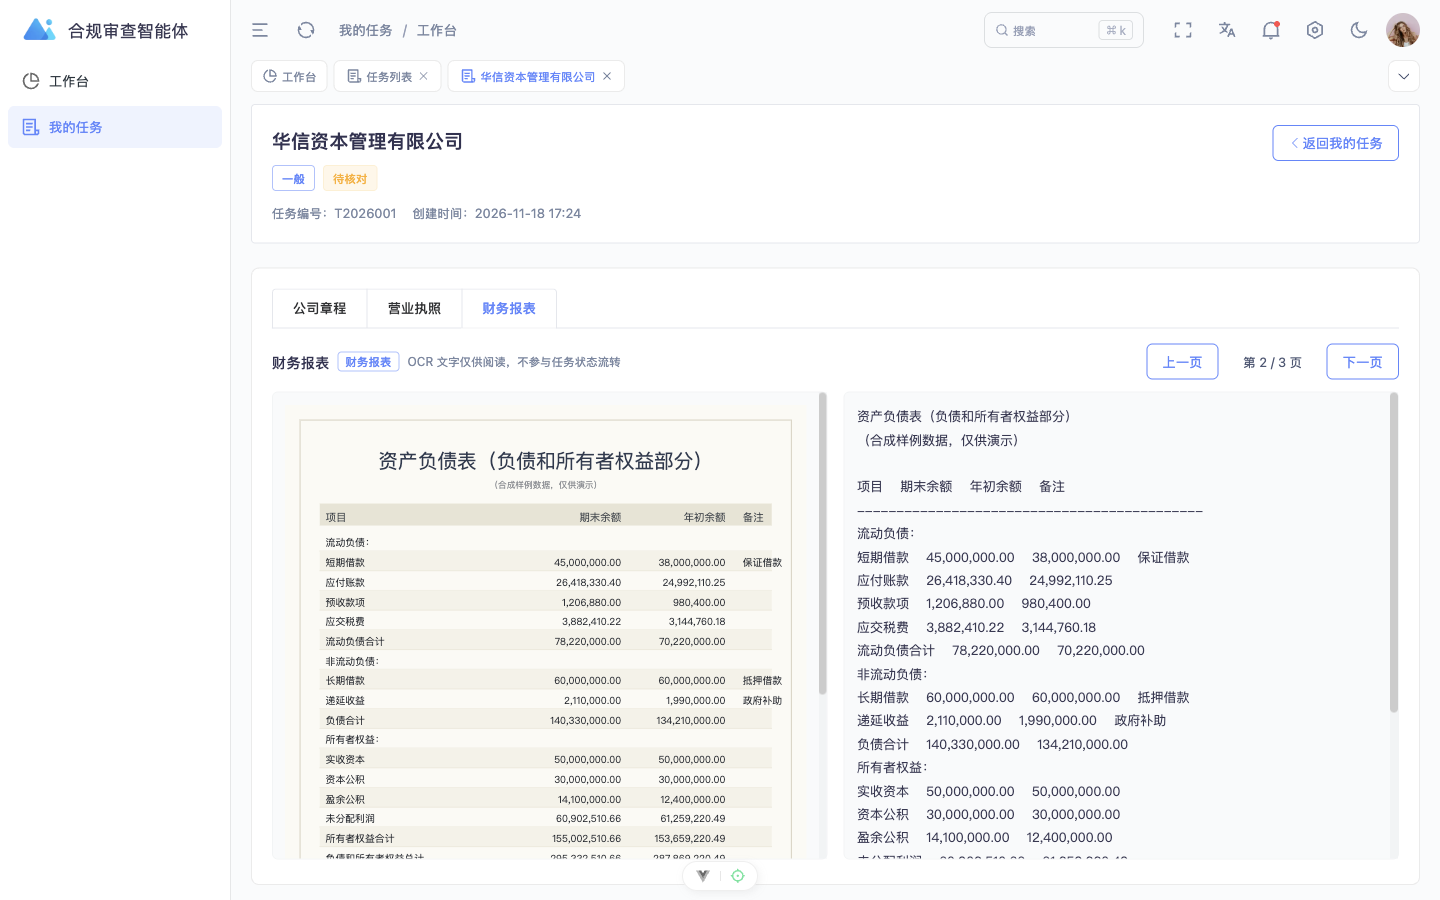 合规审查智能体
我的任务 / 工作台
搜索
⌘ k
工作台
我的任务
工作台
任务列表
华信资本管理有限公司
华信资本管理有限公司
返回我的任务
一般
待核对
任务编号：T2026001 创建时间：2026-11-18 17:24
公司章程
营业执照
财务报表
财务报表 财务报表 OCR 文字仅供阅读，不参与任务状态流转
上一页
第 2 / 3 页
下一页
资产负债表（负债和所有者权益部分）
（合成样例数据，仅供演示）
项目 期末余额 年初余额 备注
流动负债：
短期借款 45,000,000.00 38,000,000.00 保证借款
应付账款 26,418,330.40 24,992,110.25
预收款项 1,206,880.00 980,400.00
应交税费 3,882,410.22 3,144,760.18
流动负债合计 78,220,000.00 70,220,000.00
非流动负债：
长期借款 60,000,000.00 60,000,000.00 抵押借款
递延收益 2,110,000.00 1,990,000.00 政府补助
负债合计 140,330,000.00 134,210,000.00
所有者权益：
实收资本 50,000,000.00 50,000,000.00
资本公积 30,000,000.00 30,000,000.00
盈余公积 14,100,000.00 12,400,000.00
未分配利润 60,902,510.66 61,259,220.49
所有者权益合计 155,002,510.66 153,659,220.49
负债和所有者权益总计 295,332,510.66 287,869,220.49
资产负债表（负债和所有者权益部分）
（合成样例数据，仅供演示）
项目 期末余额 年初余额 备注
--------------------------------------------
流动负债：
短期借款 45,000,000.00 38,000,000.00 保证借款
应付账款 26,418,330.40 24,992,110.25
预收款项 1,206,880.00 980,400.00
应交税费 3,882,410.22 3,144,760.18
流动负债合计 78,220,000.00 70,220,000.00
非流动负债：
长期借款 60,000,000.00 60,000,000.00 抵押借款
递延收益 2,110,000.00 1,990,000.00 政府补助
负债合计 140,330,000.00 134,210,000.00
所有者权益：
实收资本 50,000,000.00 50,000,000.00
资本公积 30,000,000.00 30,000,000.00
盈余公积 14,100,000.00 12,400,000.00
未分配利润